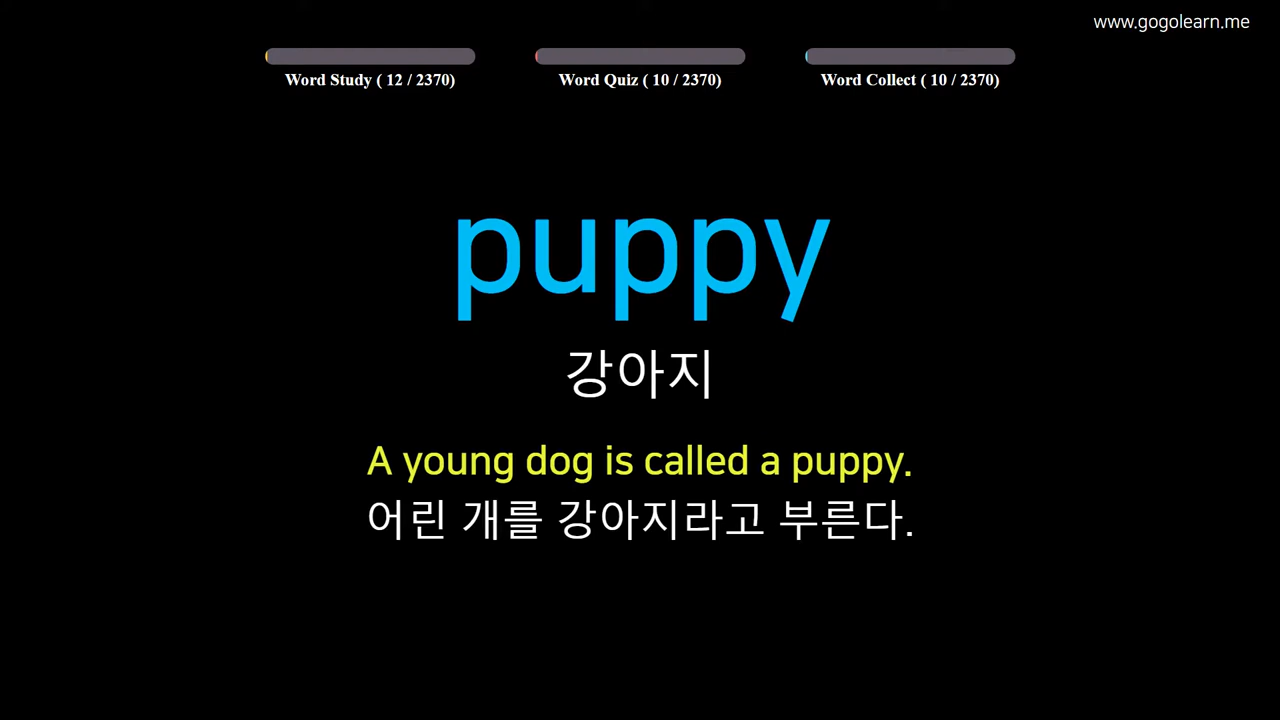 www.gogolearn.me
Word Study ( 12 / 2370)
Word Quiz ( 10 / 2370)
Word Collect ( 10 / 2370)
puppy
강아지
A young dog is called a puppy.
어린 개를 강아지라고 부른다.